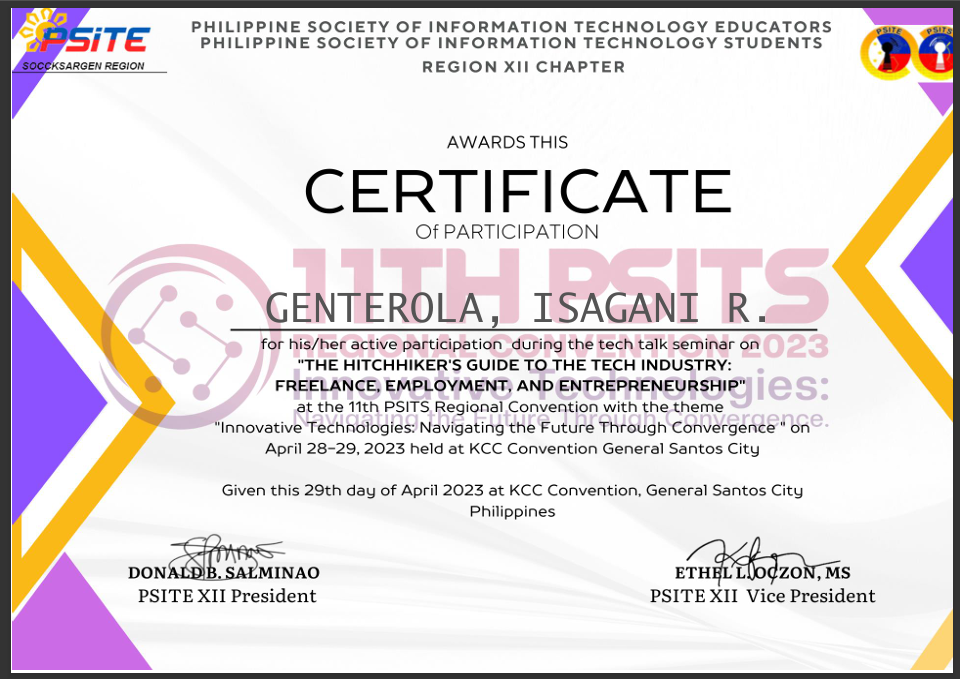 PSITE
SOCCKSARGEN REGION
PHILIPPINE SOCIETY OF INFORMATION TECHNOLOGY EDUCATORS
PHILIPPINE SOCIETY OF INFORMATION TECHNOLOGY STUDENTS
REGION XII CHAPTER
PSITE
PSITS
AWARDS THIS
CERTIFICATE
Of PARTICIPATION
11TH PSITS
GENTEROLA, ISAGANI R.
REGIONAL CONVENTION 2023
for his/her active participation during the tech talk seminar on
"THE HITCHHIKER'S GUIDE TO THE TECH INDUSTRY:
FREELANCE, EMPLOYMENT, AND ENTREPRENEURSHIP"
Innovative Technologies:
at the 11th PSITS Regional Convention with the theme
Navigating the Future Through Convergence.
"Innovative Technologies: Navigating the Future Through Convergence " on
April 28-29, 2023 held at KCC Convention General Santos City
Given this 29th day of April 2023 at KCC Convention, General Santos City
Philippines
DONALD B. SALMINAO
PSITE XII President
ETHEL L. OCZON, MS
PSITE XII Vice President